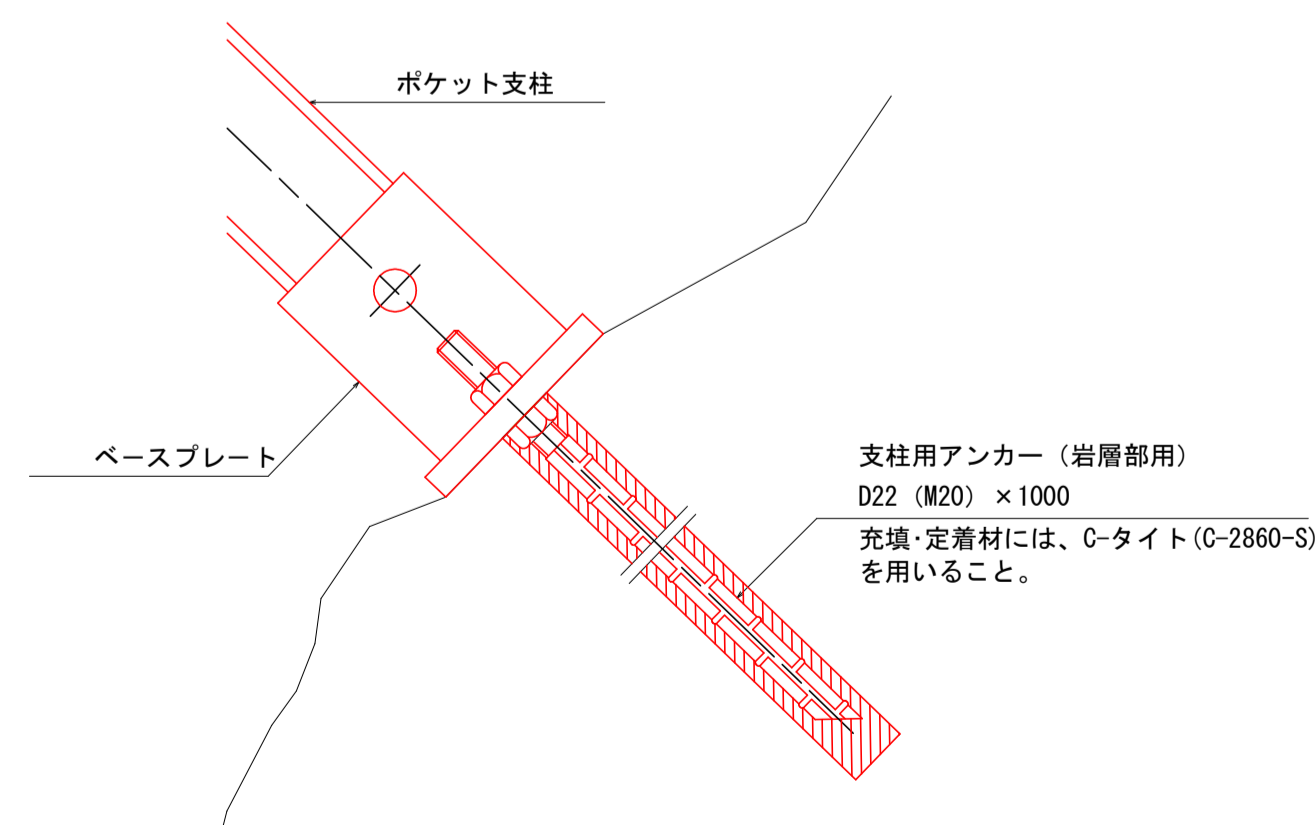 ポケット支柱
ベースプレート
支柱用アンカー（岩層部用）
D22（M20）×1000
充填･定着材には、C-タイト(C-2860-S)
を用いること。